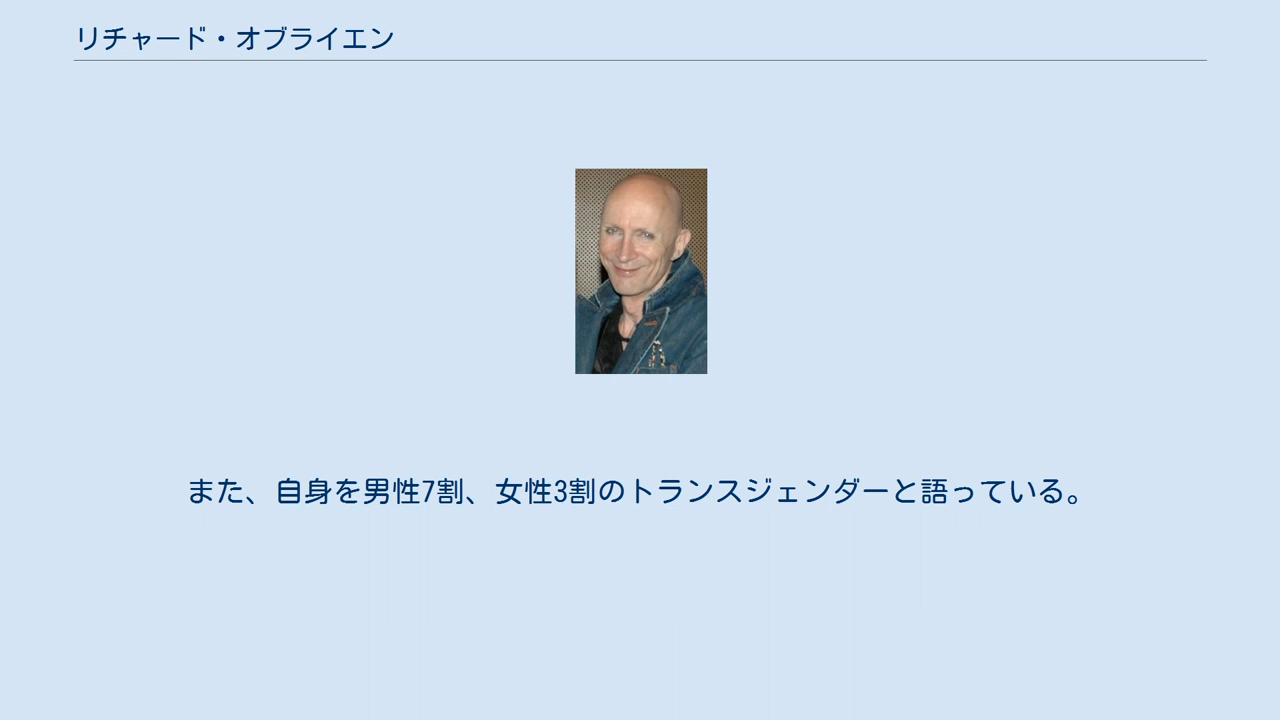 リチャード・オブライエン
また、自身を男性7割、女性3割のトランスジェンダーと語っている。